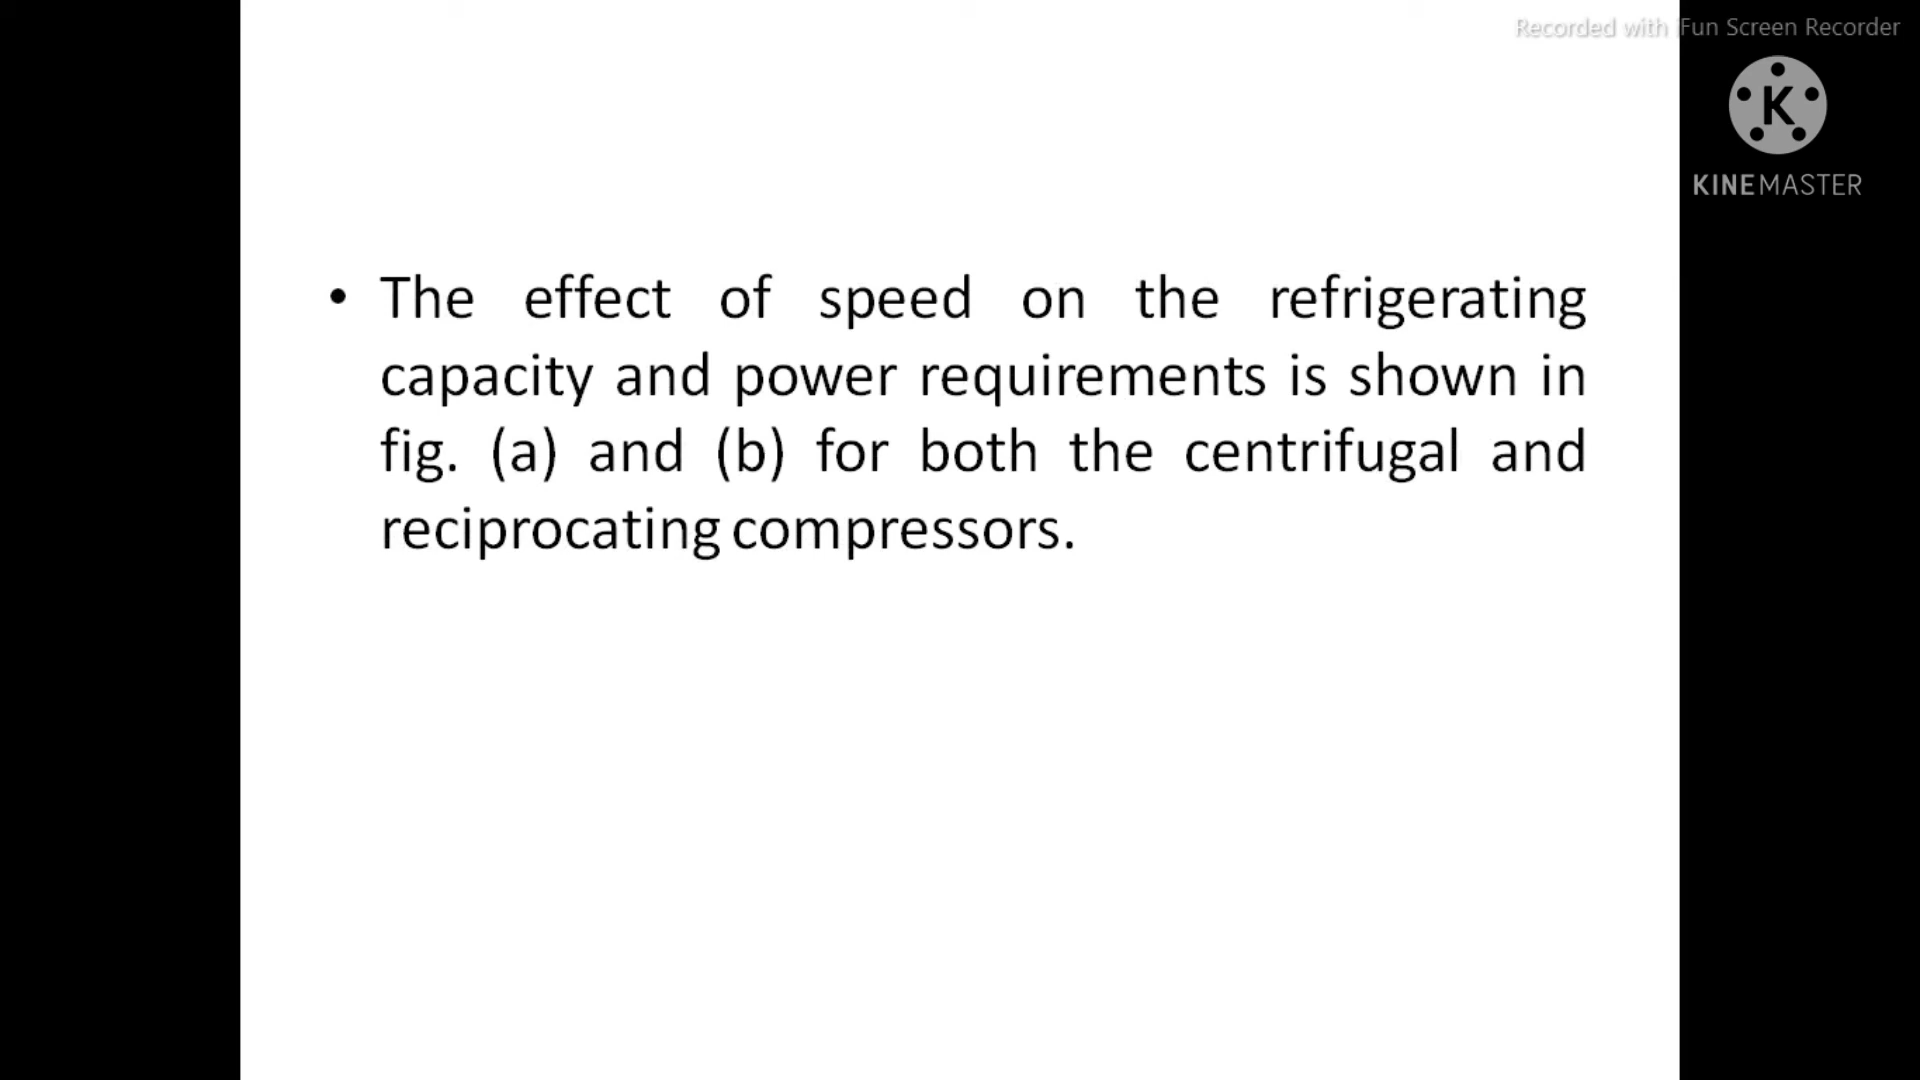 Recorded with iFun Screen Recorder
K
KINEMASTER
• The effect of speed on the refrigerating
capacity and power requirements is shown in
fig. (a) and (b) for both the centrifugal and
reciprocating compressors.